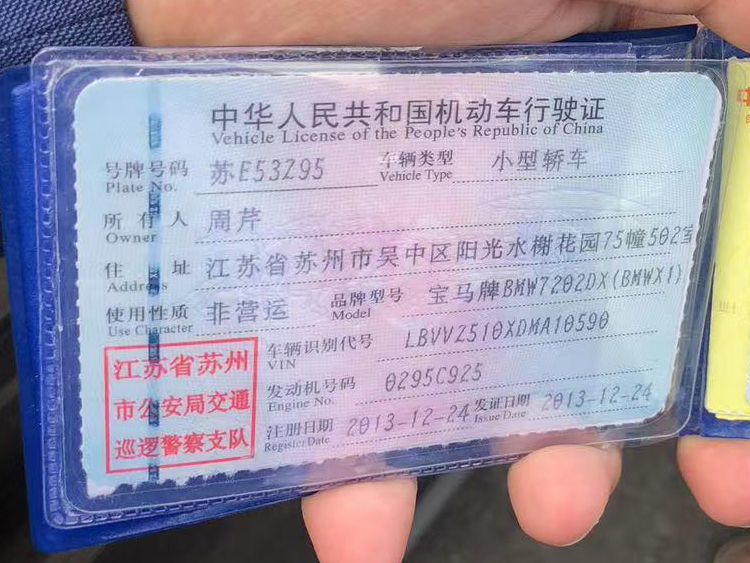 中华人民共和国机动车行驶证
Vehicle License of the People's Republic of China
号牌号码 苏E53Z95 车辆类型 小型轿车
Plate No. Vehicle Type
所有人 周芹
Owner
住址 江苏省苏州市吴中区阳光水榭花园75幢502室
Address
使用性质 非营运 品牌型号 宝马牌BMW7202DX(BMWX1)
Use Character Model
车辆识别代号 LBVVZ510XDMA10590
VIN
发动机号码 0295C925
Engine No.
注册日期 2013-12-24 发证日期 2013-12-24
Register Date Issue Date
江苏省苏州
市公安局交通
巡逻警察支队